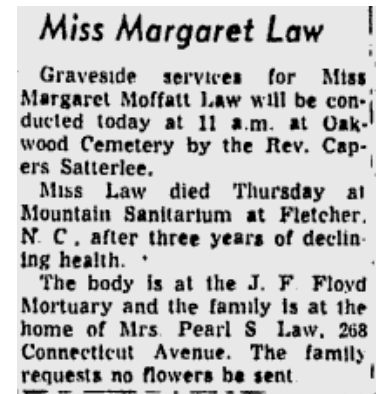 Miss Margaret Law
Graveside services for Miss
Margaret Moffatt Law will be con-
ducted today at 11 a.m. at Oak-
wood Cemetery by the Rev. Cap-
ers Satterlee.
Miss Law died Thursday at
Mountain Sanitarium at Fletcher,
N C, after three years of declin-
ing health.
The body is at the J. F Floyd
Mortuary and the family is at the
home of Mrs Pearl S Law, 268
Connecticut Avenue. The family
requests no flowers be sent